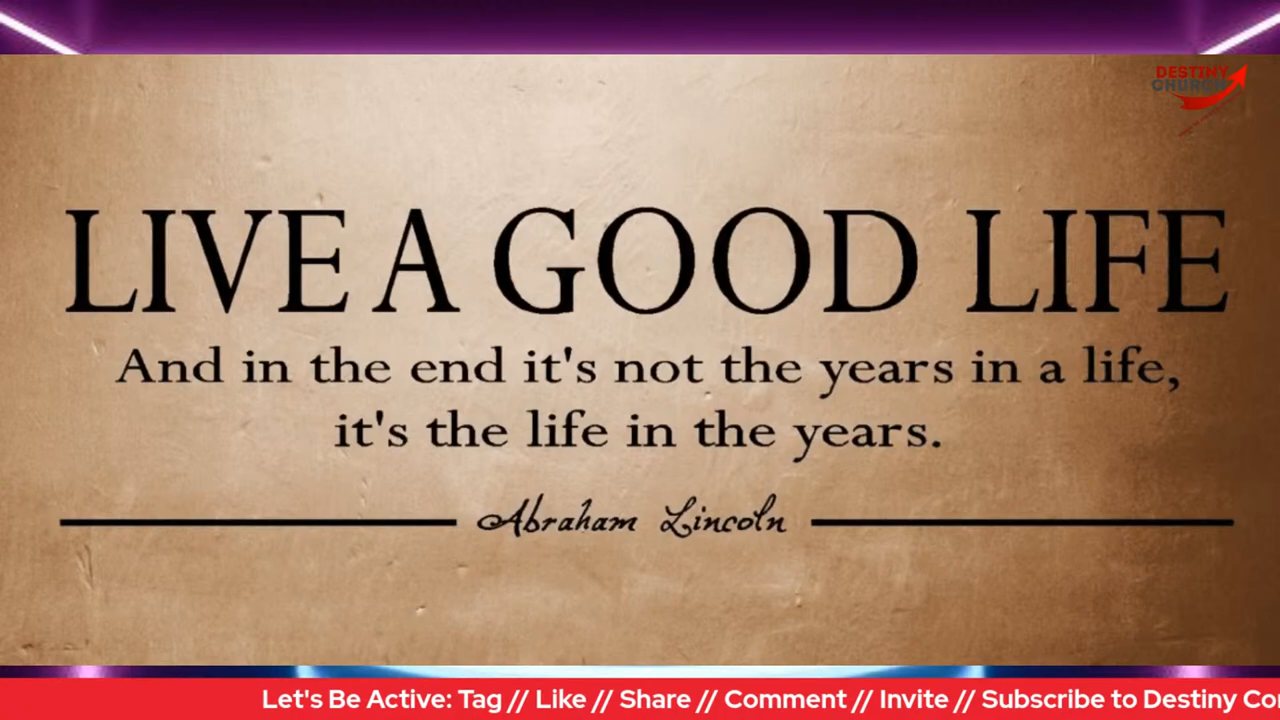 DESTINY
CHURCH
LIVE A GOOD LIFE
And in the end it's not the years in a life,
it's the life in the years.
Abraham Lincoln
Let's Be Active: Tag // Like // Share // Comment // Invite // Subscribe to Destiny